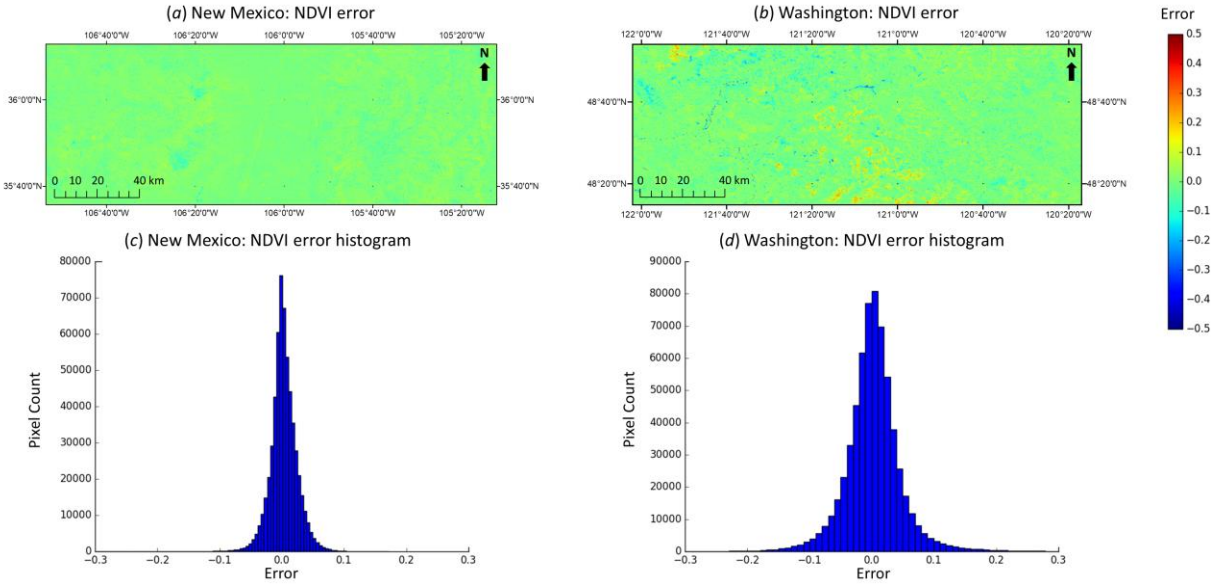 (a) New Mexico: NDVI error
(b) Washington: NDVI error
Error
106°40'0"W 106°20'0"W 106°0'0"W 105°40'0"W 105°20'0"W
N
36°0'0"N 36°0'0"N
35°40'0"N 35°40'0"N
0 10 20 40 km
106°40'0"W 106°20'0"W 106°0'0"W 105°40'0"W 105°20'0"W
122°0'0"W 121°40'0"W 121°20'0"W 121°0'0"W 120°40'0"W 120°20'0"W
N
48°40'0"N 48°40'0"N
48°20'0"N 48°20'0"N
0 10 20 40 km
122°0'0"W 121°40'0"W 121°20'0"W 121°0'0"W 120°40'0"W 120°20'0"W
0.5
0.4
0.3
0.2
0.1
0.0
−0.1
−0.2
−0.3
−0.4
−0.5
(c) New Mexico: NDVI error histogram
80000
70000
60000
50000
40000
30000
20000
10000
0
Pixel Count
−0.3 −0.2 −0.1 0.0 0.1 0.2 0.3
Error
(d) Washington: NDVI error histogram
90000
80000
70000
60000
50000
40000
30000
20000
10000
0
Pixel Count
−0.3 −0.2 −0.1 0.0 0.1 0.2 0.3
Error